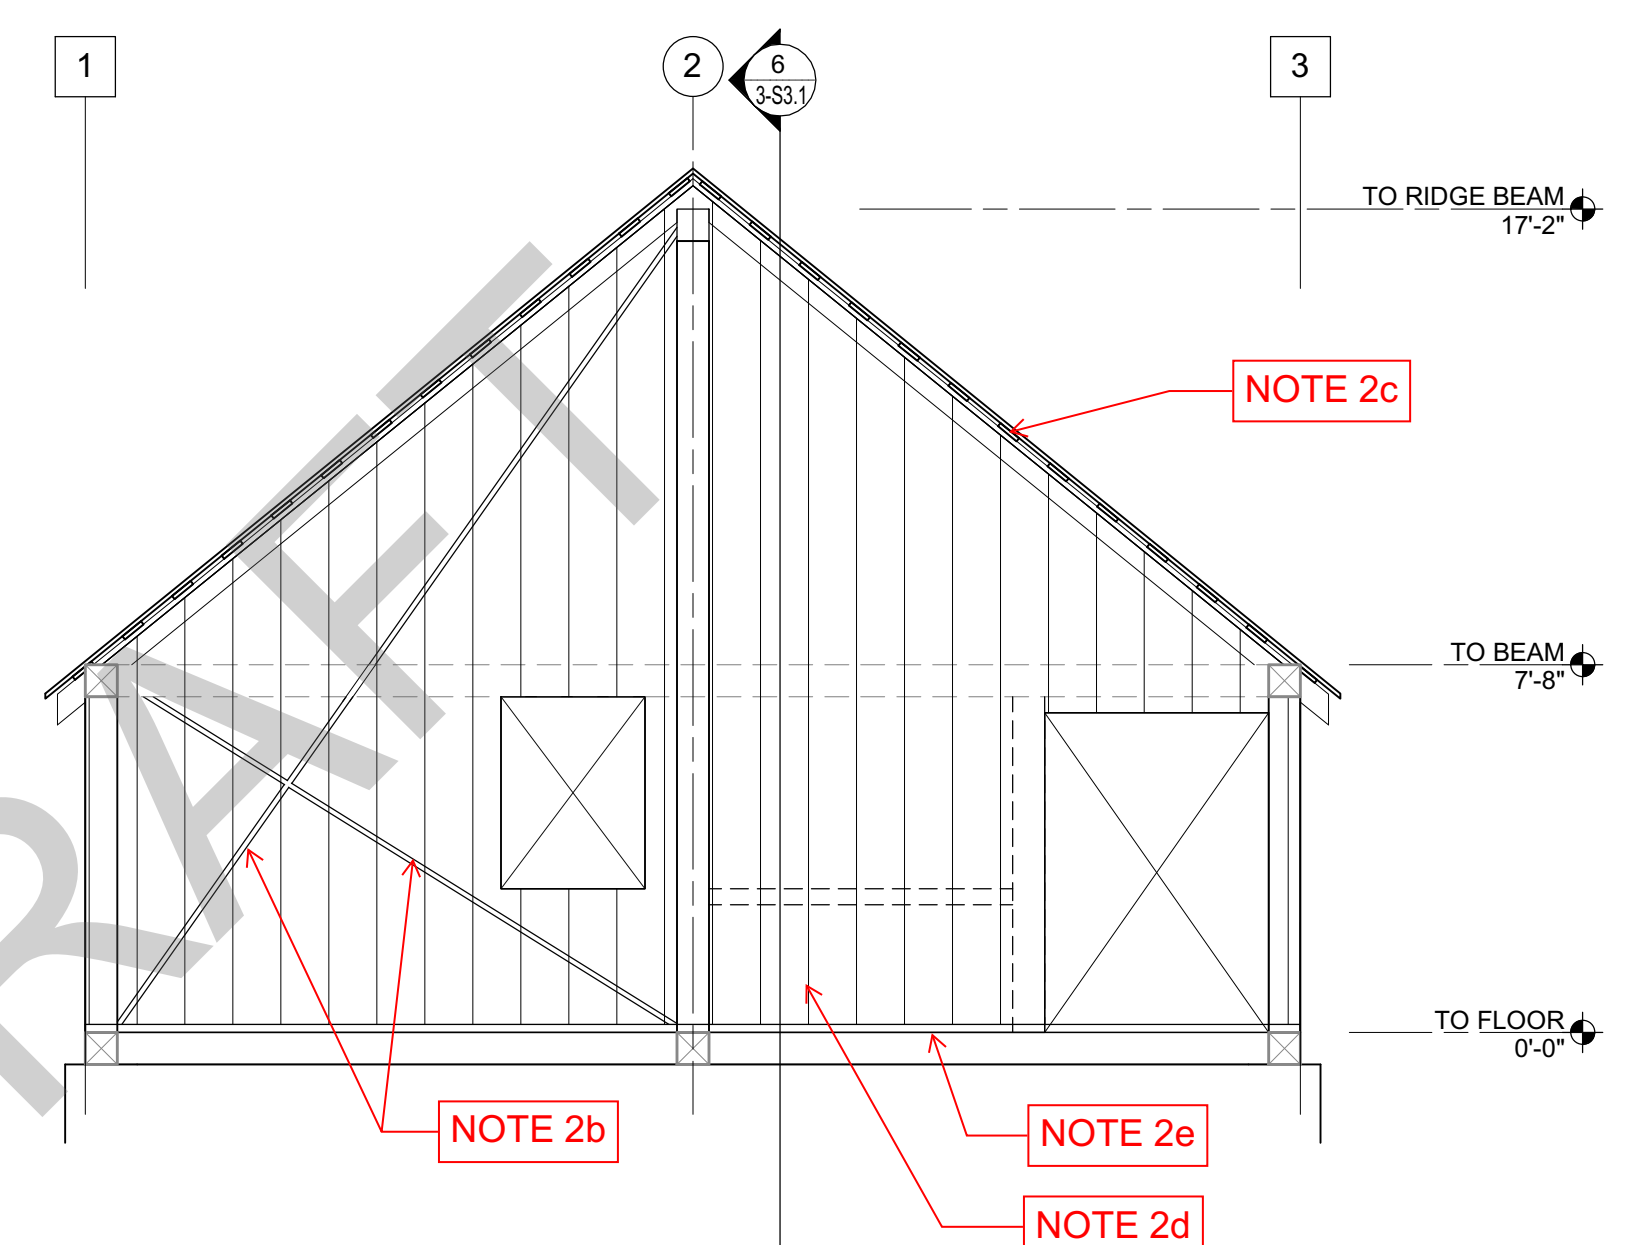 1
2
6
3-S3.1
3
TO RIDGE BEAM
17'-2"
NOTE 2c
TO BEAM
7'-8"
TO FLOOR
0'-0"
NOTE 2b
NOTE 2e
NOTE 2d
RAFT